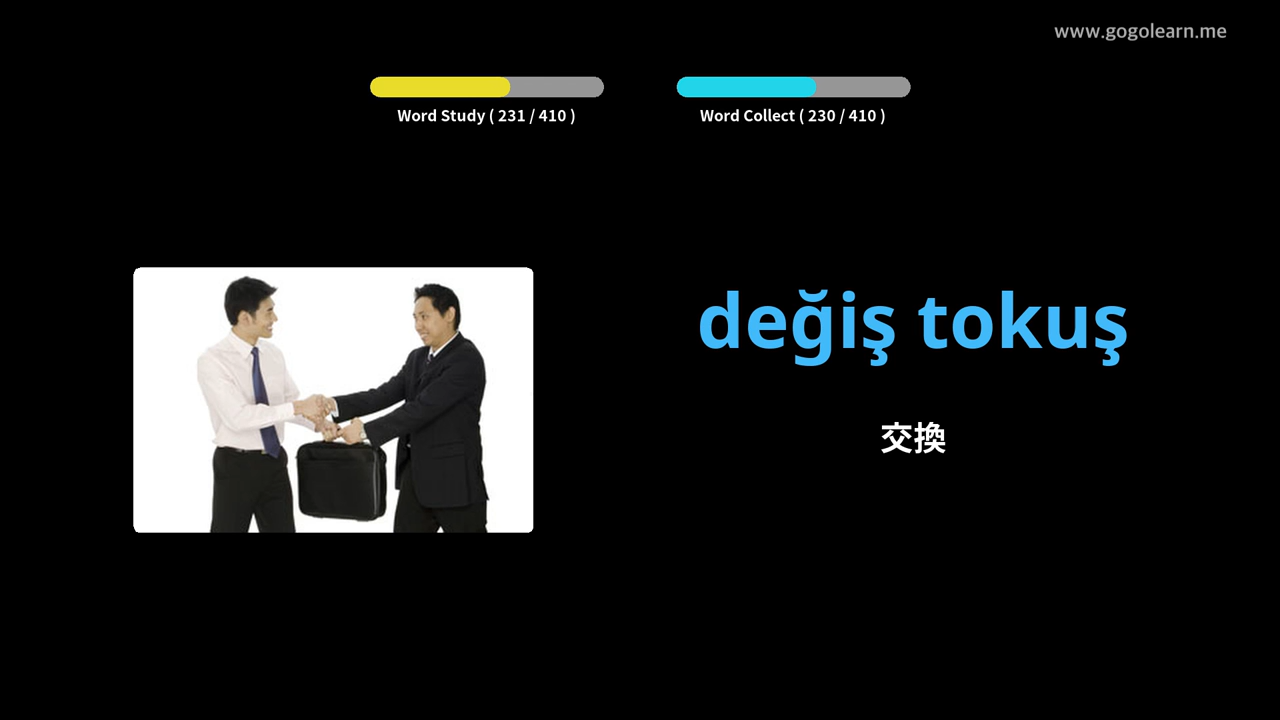 www.gogolearn.me
Word Study ( 231 / 410 )
Word Collect ( 230 / 410 )
değiş tokuş
交換